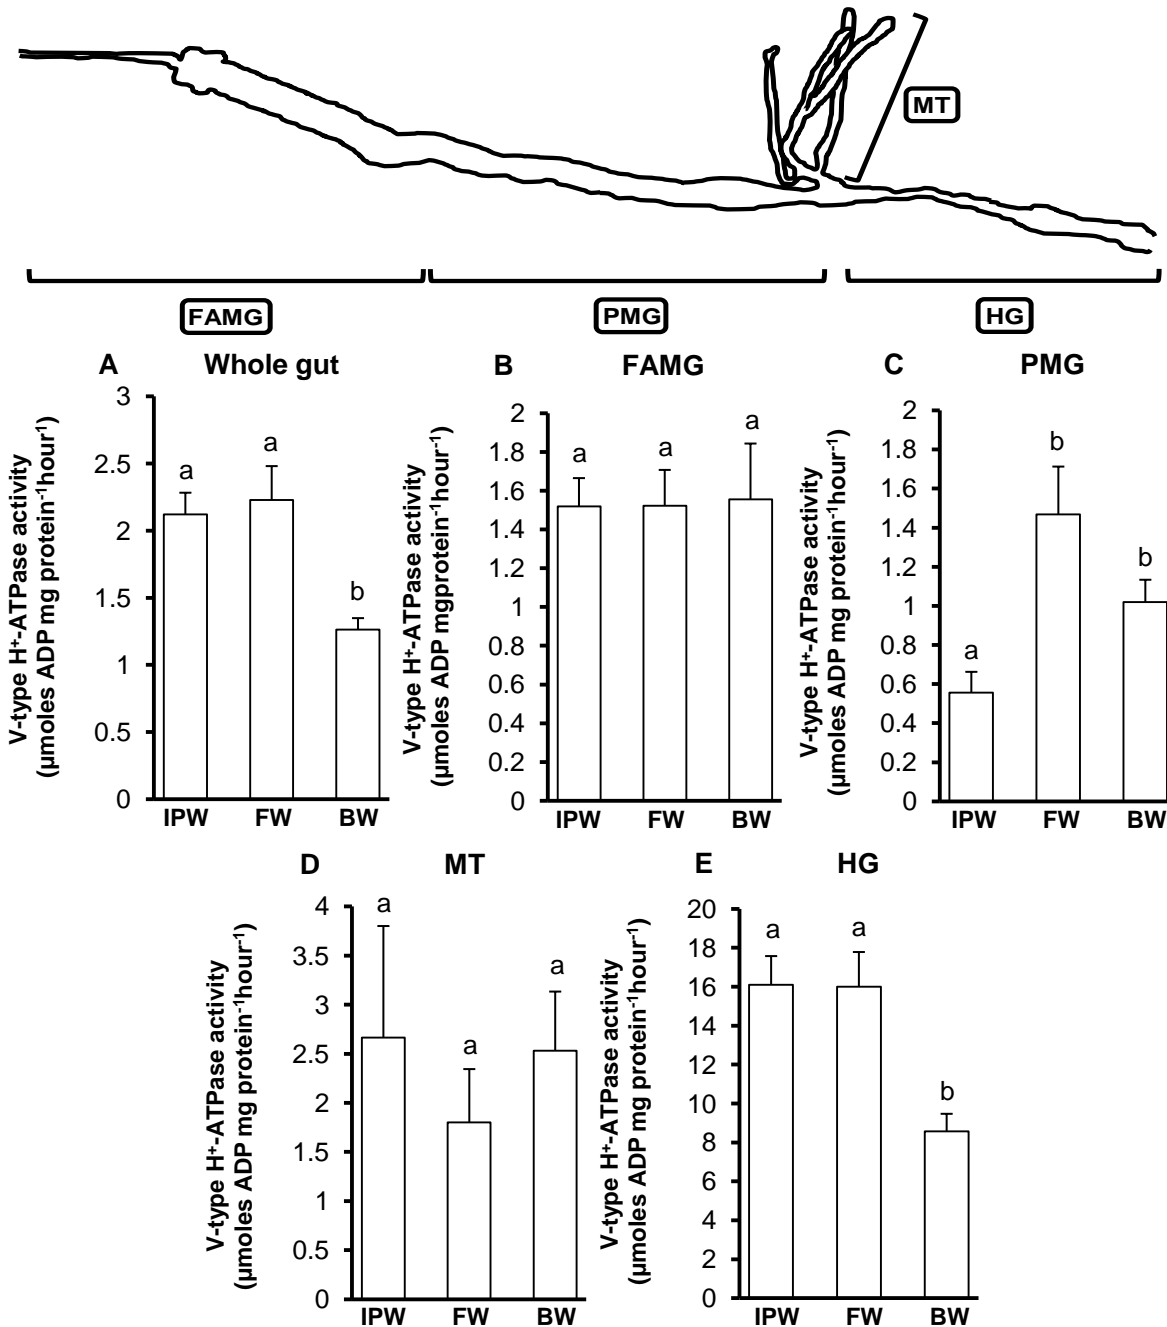 MT
FAMG
PMG
HG
A Whole gut
V-type H⁺-ATPase activity
(µmoles ADP mg protein⁻¹hour¹)
3
2.5
2
1.5
1
0.5
0
a
a
b
IPW FW BW
B FAMG
V-type H⁺-ATPase activity
(µmoles ADP mgprotein⁻¹hour⁻¹)
2
1.8
1.6
1.4
1.2
1
0.8
0.6
0.4
0.2
0
a
a
a
IPW FW BW
C PMG
V-type H⁺-ATPase activity
(µmoles ADP mg protein⁻¹hour⁻¹)
2
1.8
1.6
1.4
1.2
1
0.8
0.6
0.4
0.2
0
a
b
b
IPW FW BW
D MT
V-type H⁺-ATPase activity
(µmoles ADP mg protein⁻¹hour⁻¹)
4
3.5
3
2.5
2
1.5
1
0.5
0
a
a
a
IPW FW BW
E HG
V-type H⁺-ATPase activity
(µmoles ADP mg protein⁻¹hour⁻¹)
20
18
16
14
12
10
8
6
4
2
0
a
a
b
IPW FW BW